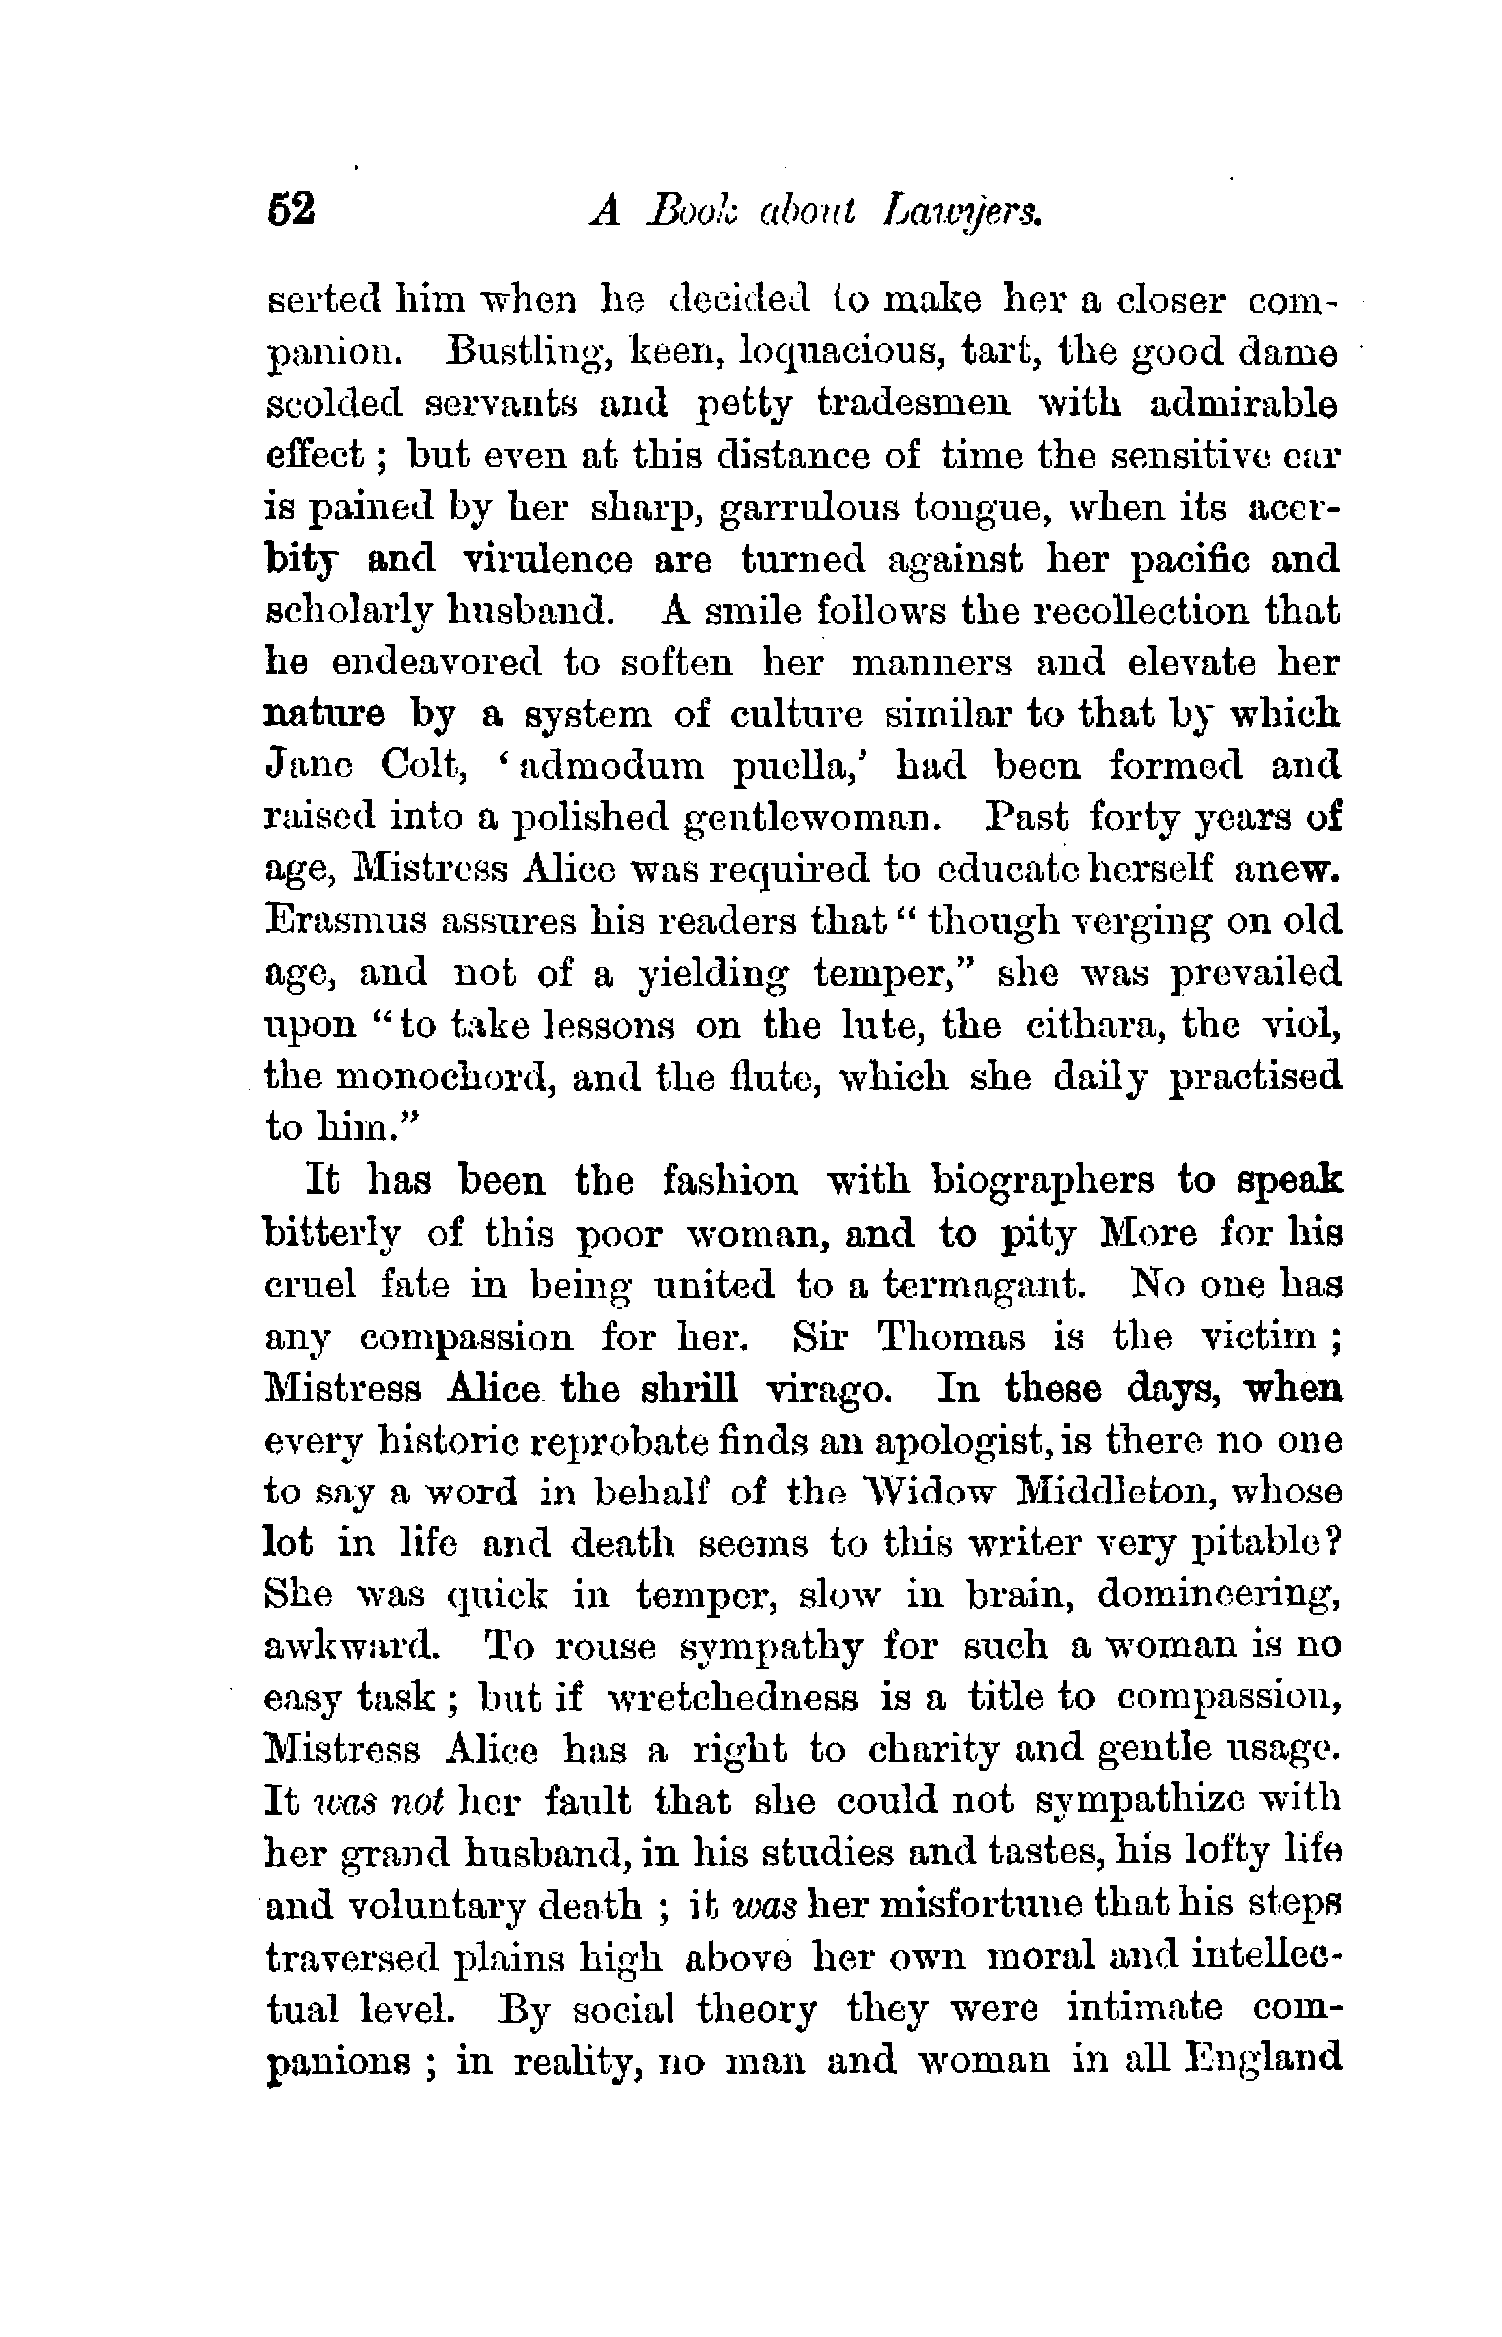 52 A Book about Lawyers.
serted him when he decided to make her a closer com-
panion. Bustling, keen, loquacious, tart, the good dame
scolded servants and petty tradesmen with admirable
effect ; but even at this distance of time the sensitive ear
is pained by her sharp, garrulous tongue, when its acer-
bity and virulence are turned against her pacific and
scholarly husband. A smile follows the recollection that
he endeavored to soften her manners and elevate her
nature by a system of culture similar to that by which
Jane Colt, ‘ admodum puella,’ had been formed and
raised into a polished gentlewoman. Past forty years of
age, Mistress Alice was required to educate herself anew.
Erasmus assures his readers that “ though verging on old
age, and not of a yielding temper,” she was prevailed
upon “ to take lessons on the lute, the cithara, the viol,
the monochord, and the flute, which she daily practised
to him.”
It has been the fashion with biographers to speak
bitterly of this poor woman, and to pity More for his
cruel fate in being united to a termagant. No one has
any compassion for her. Sir Thomas is the victim ;
Mistress Alice the shrill virago. In these days, when
every historic reprobate finds an apologist, is there no one
to say a word in behalf of the Widow Middleton, whose
lot in life and death seems to this writer very pitable?
She was quick in temper, slow in brain, domineering,
awkward. To rouse sympathy for such a woman is no
easy task ; but if wretchedness is a title to compassion,
Mistress Alice has a right to charity and gentle usage.
It was not her fault that she could not sympathize with
her grand husband, in his studies and tastes, his lofty life
and voluntary death ; it was her misfortune that his steps
traversed plains high above her own moral and intellec-
tual level. By social theory they were intimate com-
panions ; in reality, no man and woman in all England